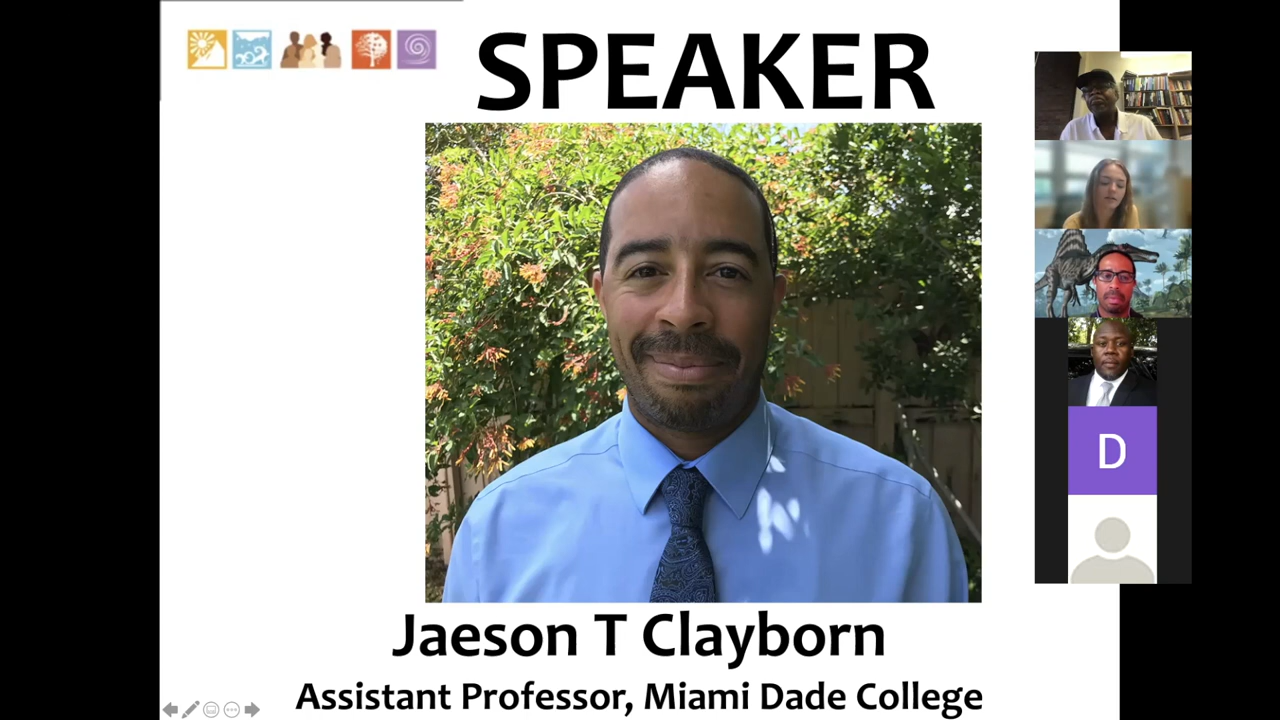 SPEAKER
Jaeson T Clayborn
Assistant Professor, Miami Dade College
D